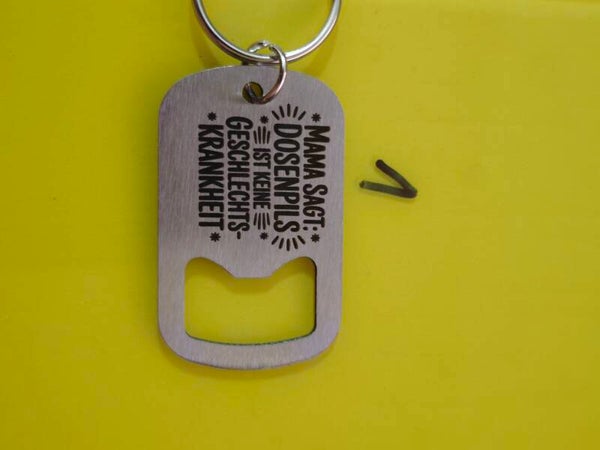 MAMA SAGT:
DOSENPILS
IST KEINE
GESCHLECHTS-
KRANKHEIT